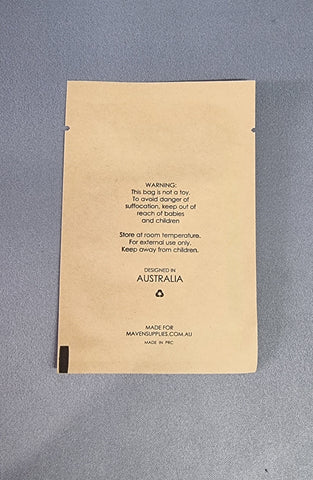 WARNING:
This bag is not a toy.
To avoid danger of
suffocation, keep out of
reach of babies
and children
Store at room temperature.
For external use only.
Keep away from children.
DESIGNED IN
AUSTRALIA
MADE FOR
MAVENSUPPLIES.COM.AU
MADE IN PRC